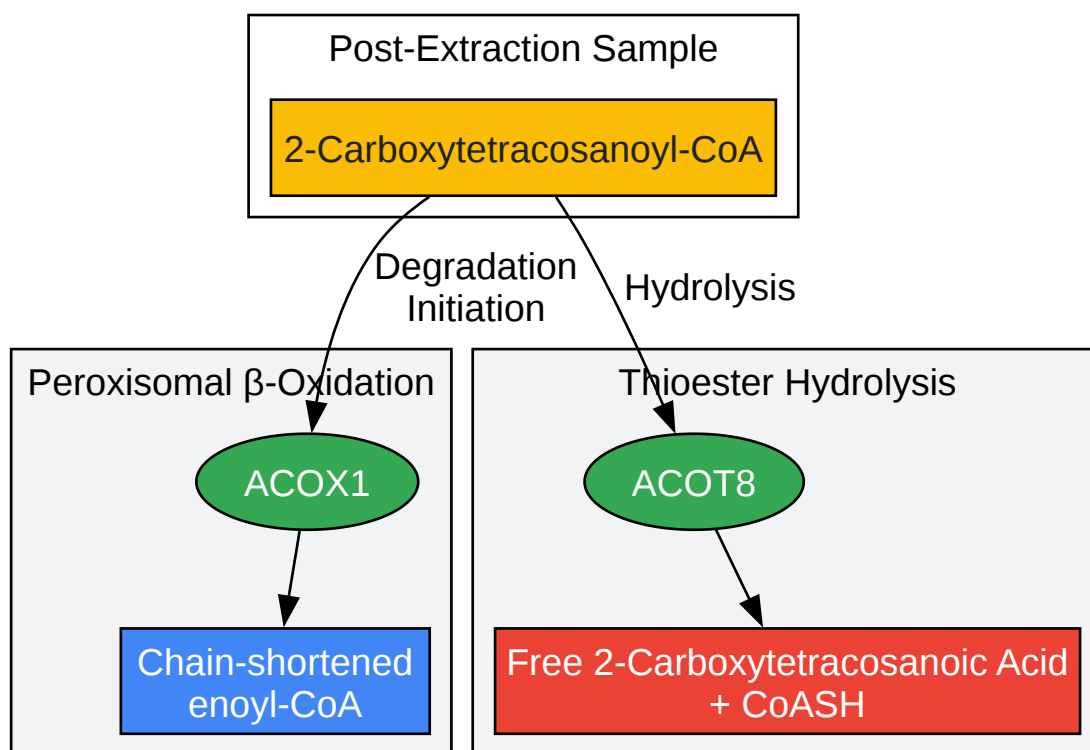 Post-Extraction Sample
2-Carboxytetracosanoyl-CoA
Degradation
Initiation
Hydrolysis
Peroxisomal β-Oxidation
Thioester Hydrolysis
ACOX1
ACOT8
Chain-shortened
enoyl-CoA
Free 2-Carboxytetracosanoic Acid
+ CoASH